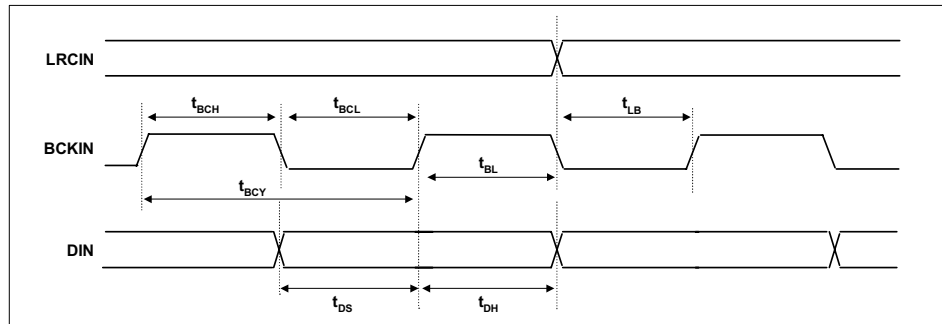 LRCIN
t_BCH t_BCL t_LB
BCKIN
t_BL
t_BCY
DIN
t_DS t_DH